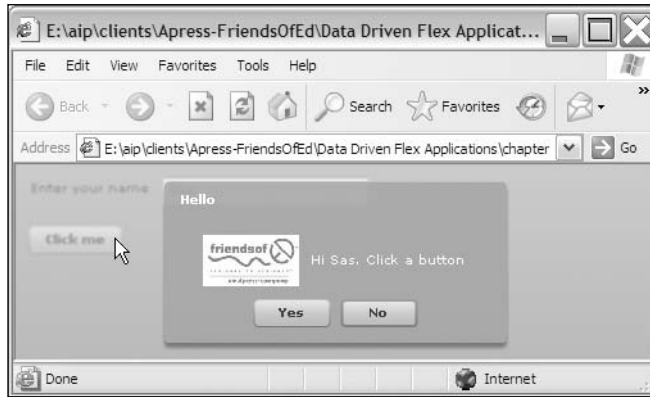 E:\aip\clients\Apress-FriendsOfEd\Data Driven Flex Applicat...
File Edit View Favorites Tools Help
Back Search Favorites »
Address E:\aip\clients\Apress-FriendsOfEd\Data Driven Flex Applications\chapter Go
Enter your name
Hello
Click me
friendsof
Hi Sas. Click a button
Yes No
Done Internet